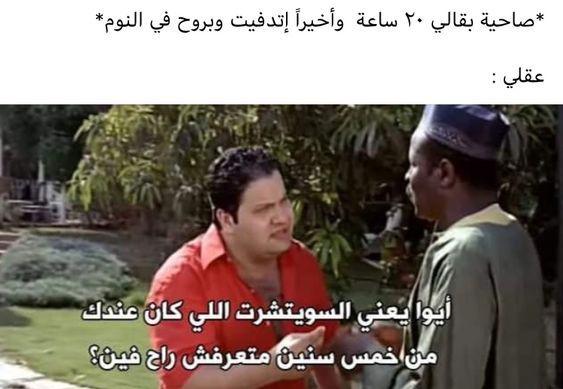 *صاحية بقالي ٢٠ ساعة وأخيراً إتدفيت وبروح في النوم*
عقلي :
أيوا يعني السويتشرت اللي كان عندك
من خمس سنين متعرفش راح فين؟